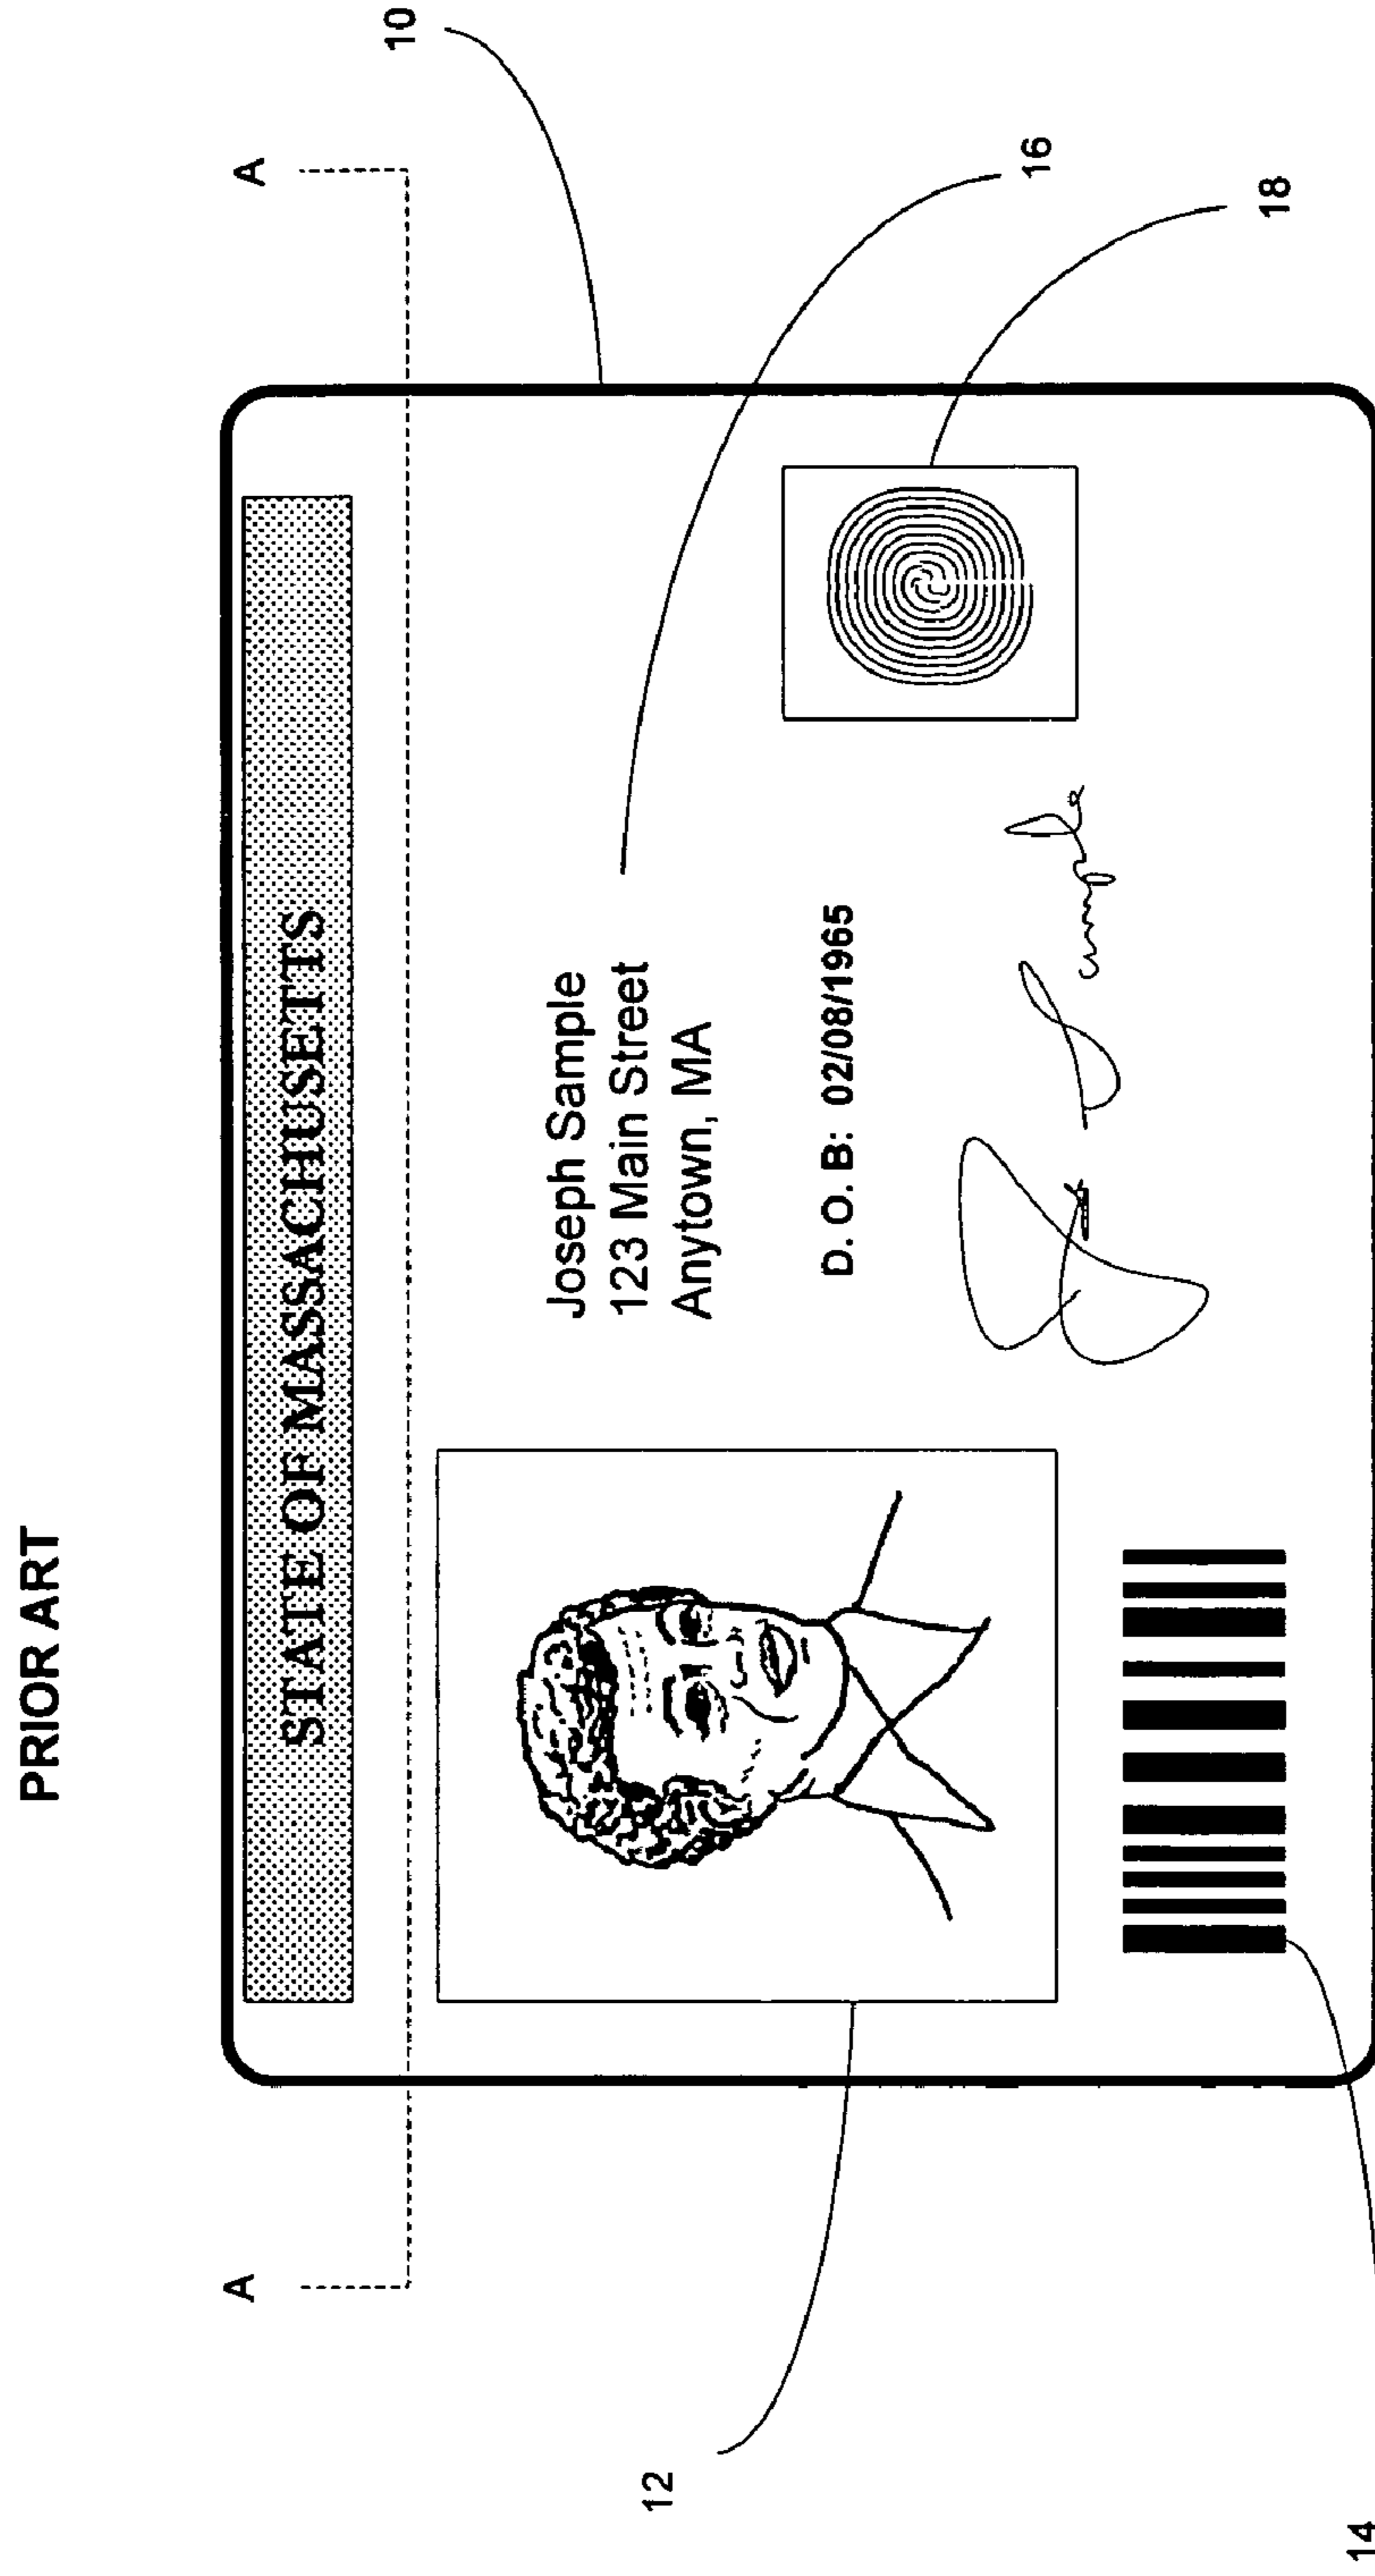 PRIOR ART
A
A
10
STATE OF MASSACHUSETTS
Joseph Sample
123 Main Street
Anytown, MA
16
D. O. B: 02/08/1965
18
12
14